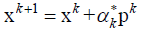 x^{k+1} = x^k + α_k^* p^k